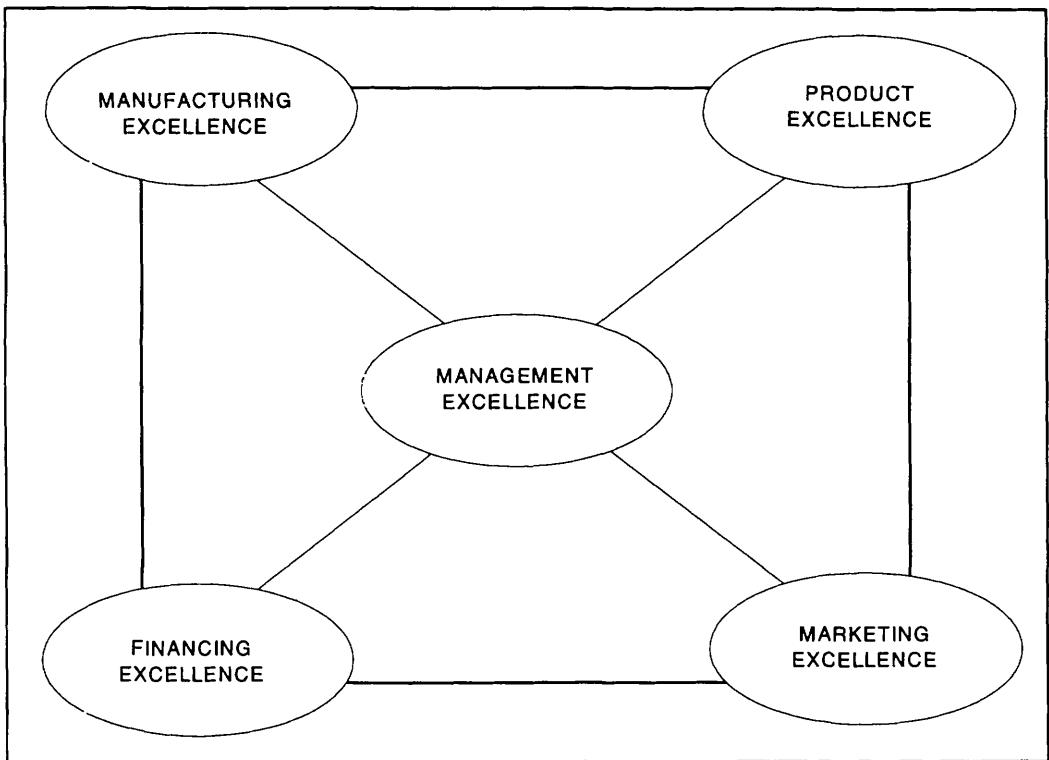 MANUFACTURING
EXCELLENCE
PRODUCT
EXCELLENCE
MANAGEMENT
EXCELLENCE
FINANCING
EXCELLENCE
MARKETING
EXCELLENCE